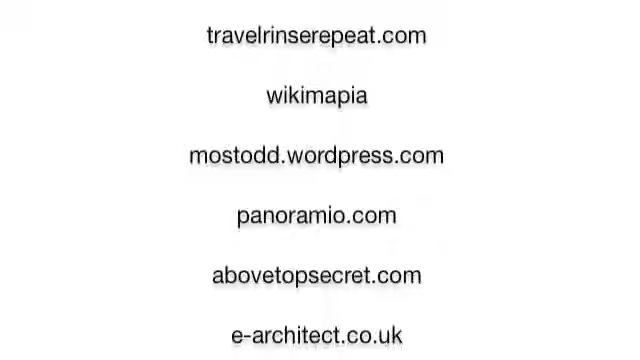 travelrinserepeat.com
wikimapia
mostodd.wordpress.com
panoramio.com
abovetopsecret.com
e-architect.co.uk